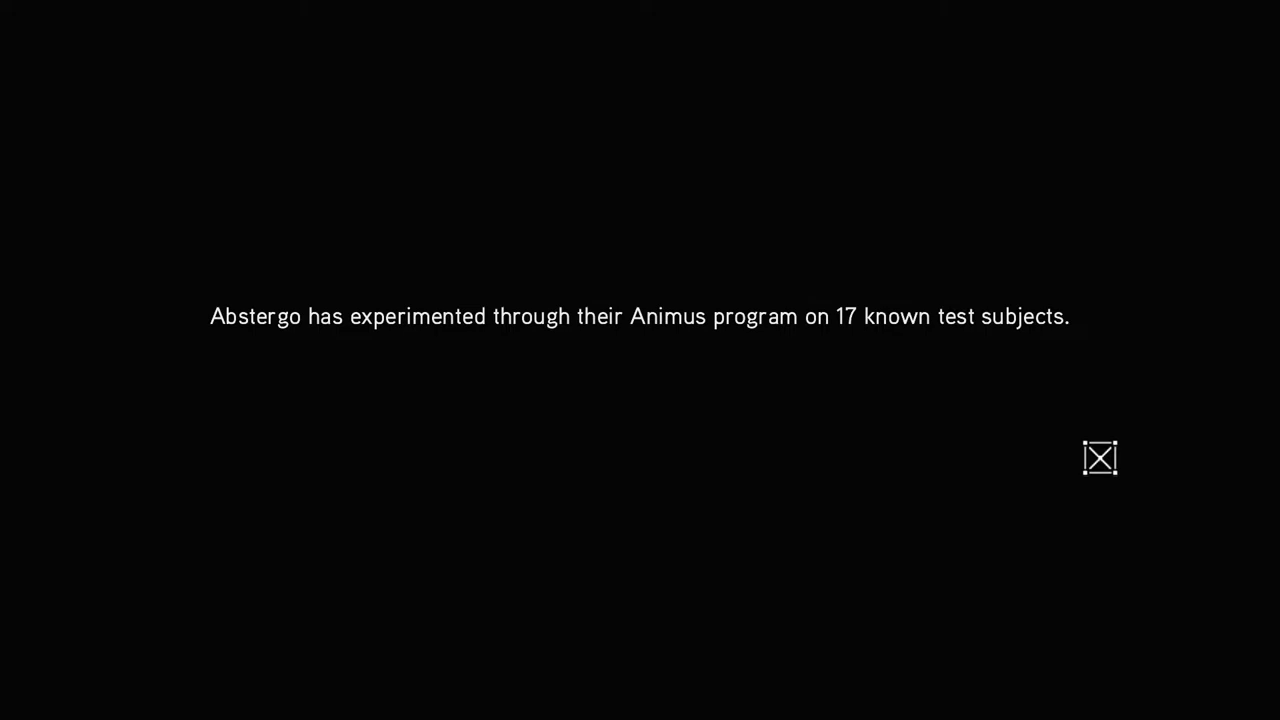 Abstergo has experimented through their Animus program on 17 known test subjects.